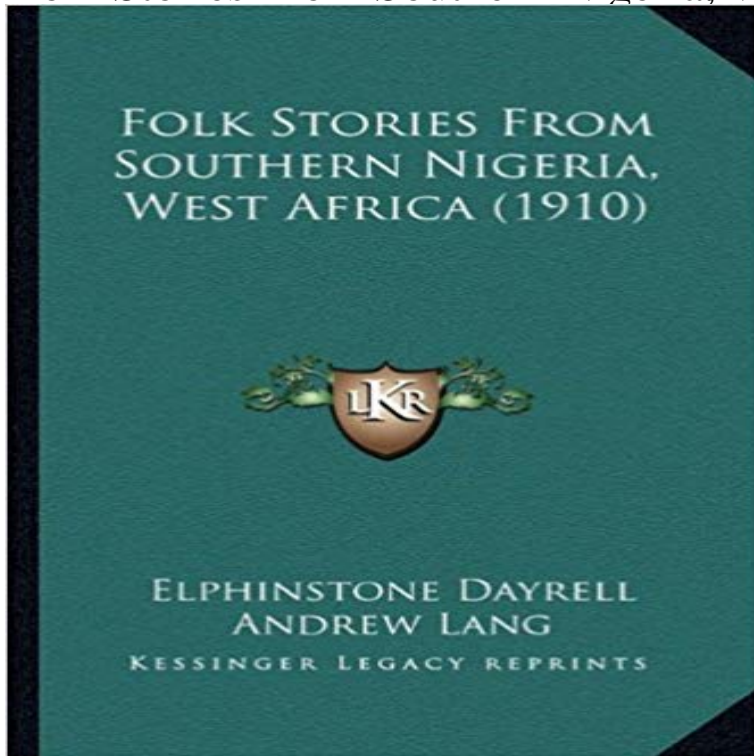 FOLK STORIES FROM
SOUTHERN NIGERIA,
WEST AFRICA (1910)
LKR
ELPHINSTONE DAYRELL
ANDREW LANG
KESSINGER LEGACY REPRINTS